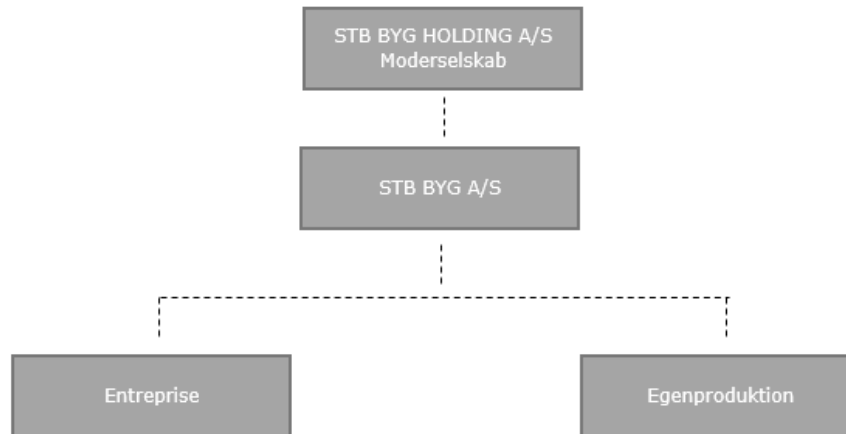 STB BYG HOLDING A/S
Moderselskab
STB BYG A/S
Entreprise
Egenproduktion